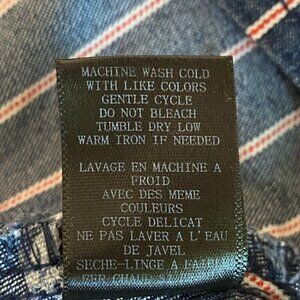 MACHINE WASH COLD
WITH LIKE COLORS
GENTLE CYCLE
DO NOT BLEACH
TUMBLE DRY LOW
WARM IRON IF NEEDED
LAVAGE EN MACHINE A
FROID
AVEC DES MEME
COULEURS
CYCLE DELICAT
NE PAS LAVER A L'EAU
DE JAVEL
SECHE-LINGE A